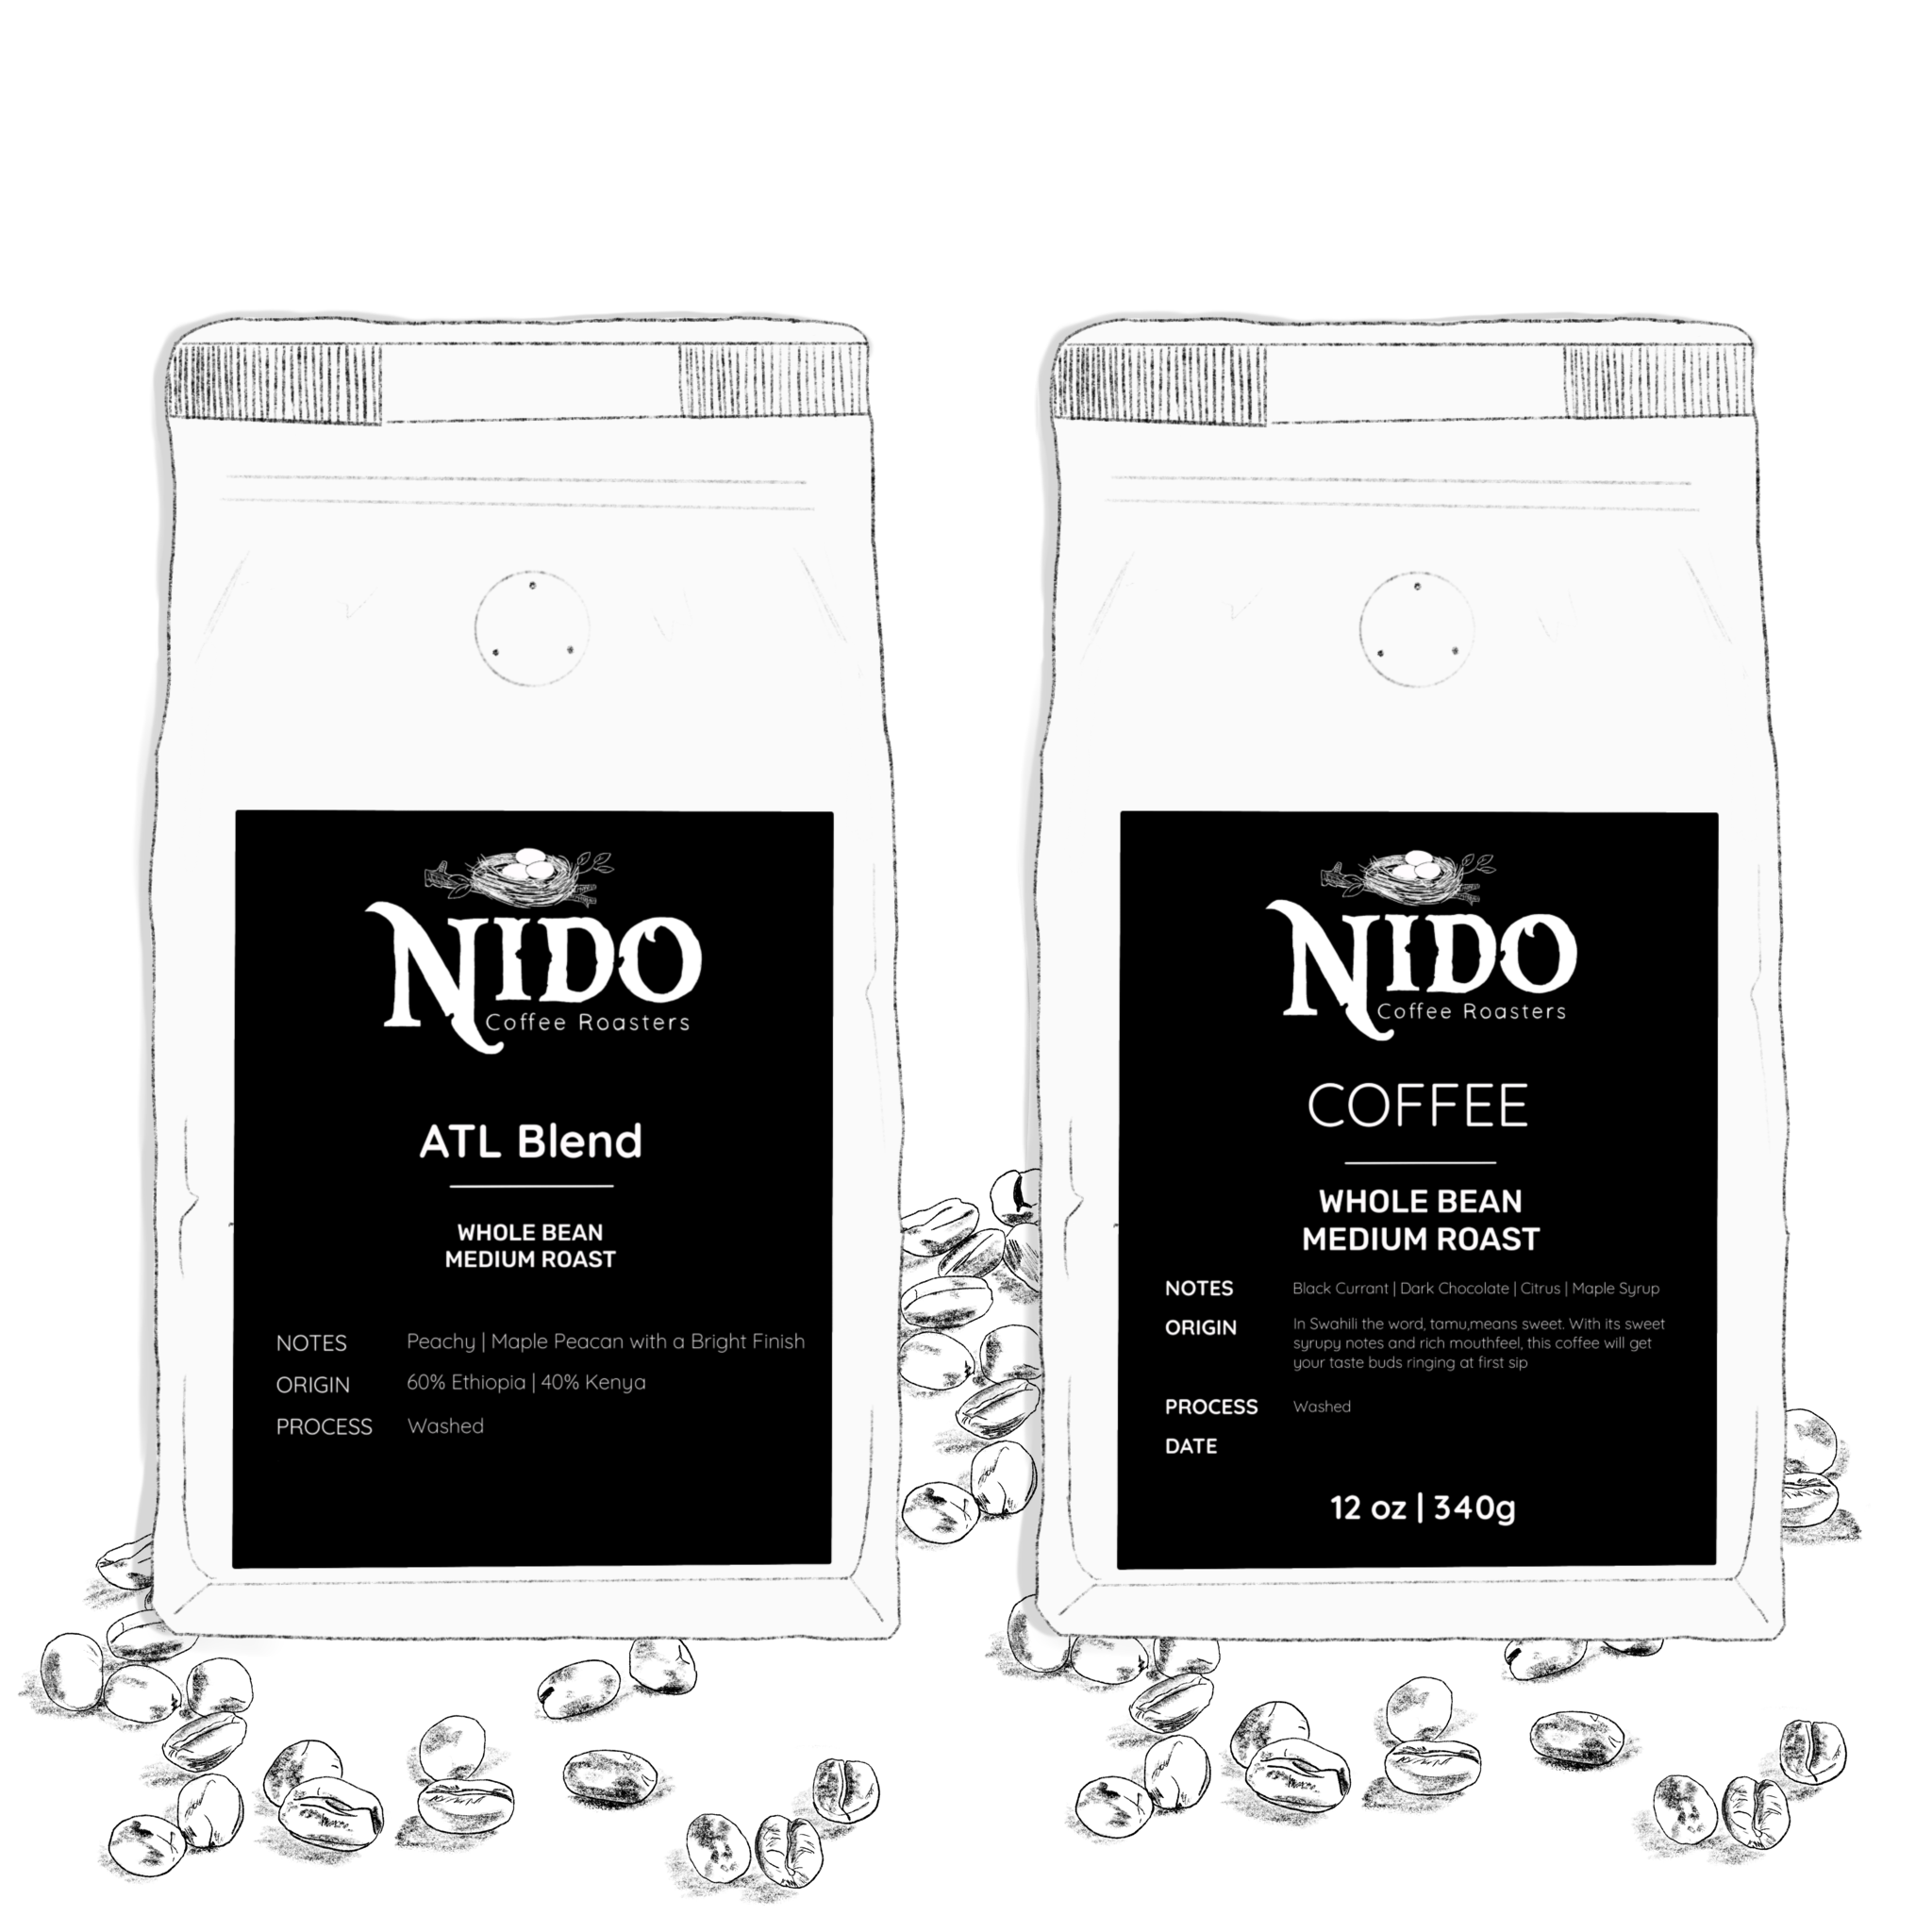 NIDO
Coffee Roasters
ATL Blend
WHOLE BEAN
MEDIUM ROAST
NOTES Peachy | Maple Peacan with a Bright Finish
ORIGIN 60% Ethiopia | 40% Kenya
PROCESS Washed
NIDO
Coffee Roasters
COFFEE
WHOLE BEAN
MEDIUM ROAST
NOTES Black Currant | Dark Chocolate | Citrus | Maple Syrup
ORIGIN In Swahili the word, tamu,means sweet. With its sweet
syrupy notes and rich mouthfeel, this coffee will get
your taste buds ringing at first sip
PROCESS Washed
DATE
12 oz | 340g